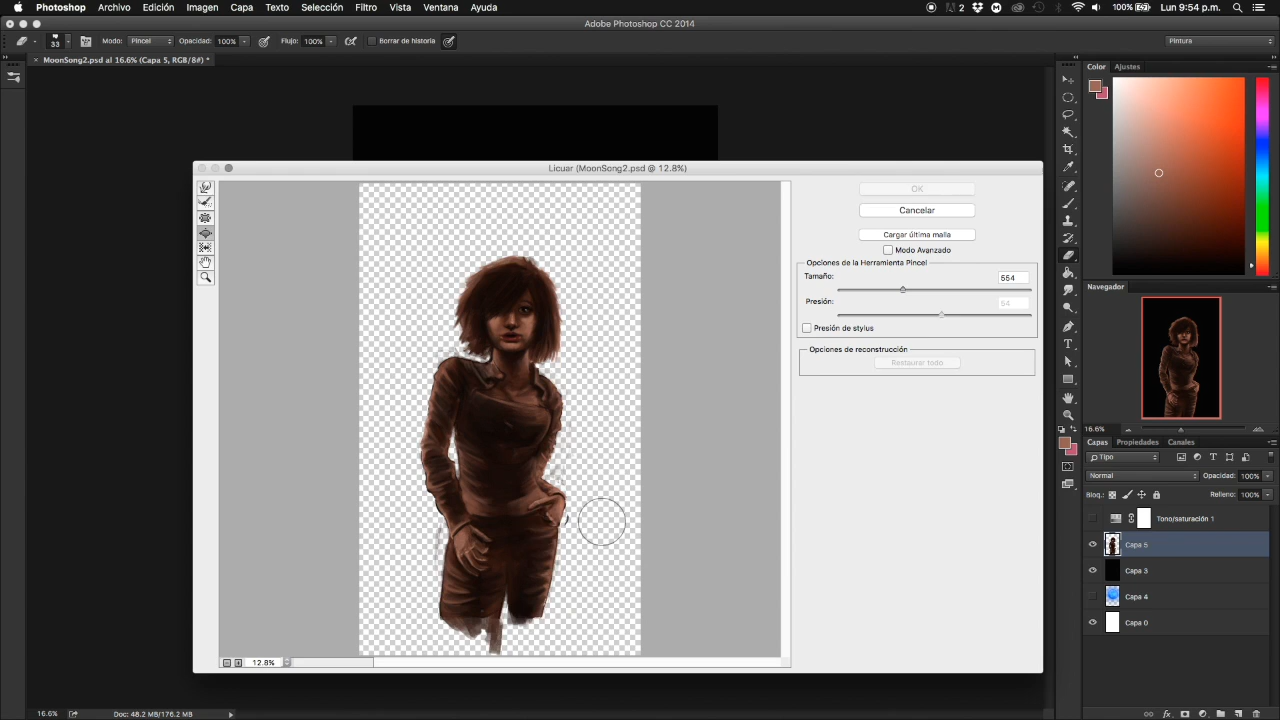 Photoshop Archivo Edición Imagen Capa Texto Selección Filtro Vista Ventana Ayuda 2 100% Lun 9:54 p.m.
Adobe Photoshop CC 2014
33 Modo: Pincel Opacidad: 100% Flujo: 100% Borrar de historia Pintura
× MoonSong2.psd al 16.6% (Capa 5, RGB/8#) *
Color Ajustes
Licuar (MoonSong2.psd @ 12.8%)
OK
Cancelar
Cargar última malla
Modo Avanzado
Opciones de la Herramienta Pincel
Tamaño: 554
Presión: 54
Presión de stylus
Opciones de reconstrucción
Restaurar todo
12.8%
Navegador
16.6%
Capas Propiedades Canales
Tipo
Normal Opacidad: 100%
Bloq.: Relleno: 100%
Tono/saturación 1
Capa 5
Capa 3
Capa 4
Capa 0
16.6% Doc: 48.2 MB/176.2 MB